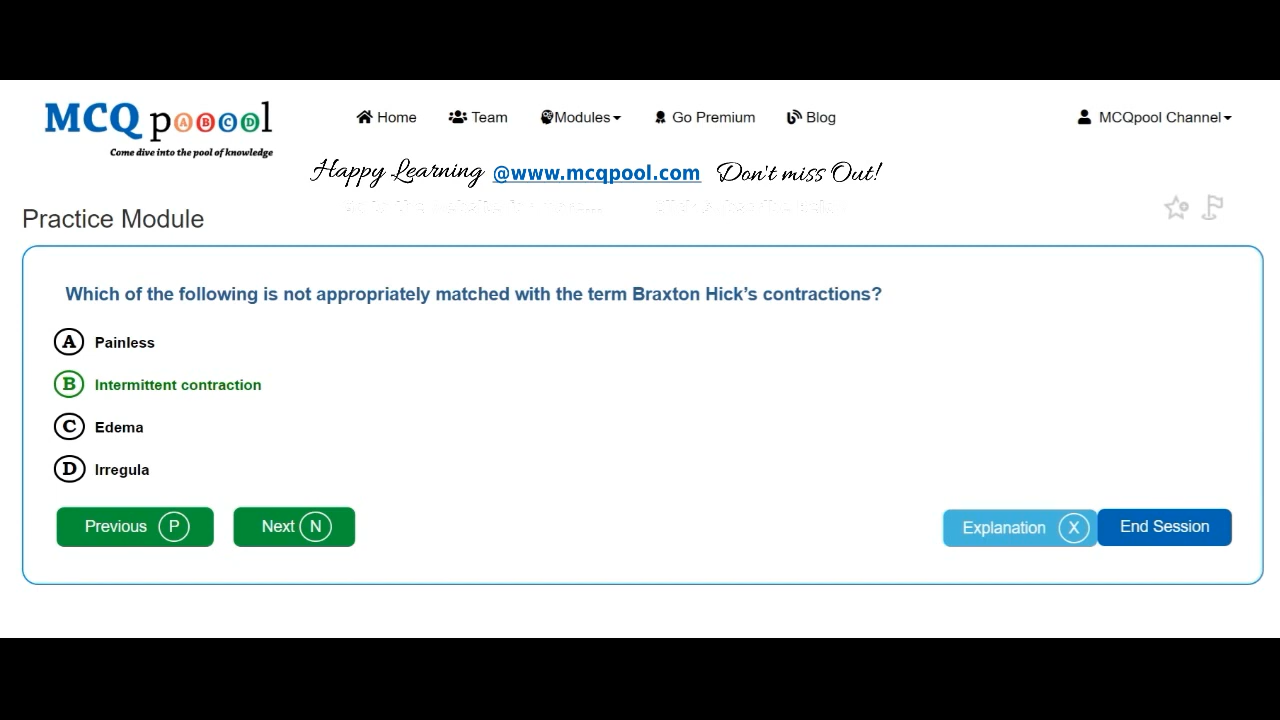 MCQ pooool Home Team Modules Go Premium Blog MCQpool Channel
Come dive into the pool of knowledge
Happy Learning @www.mcqpool.com Don't miss Out!
Practice Module
Which of the following is not appropriately matched with the term Braxton Hick’s contractions?
A Painless
B Intermittent contraction
C Edema
D Irregula
Previous P Next N Explanation X End Session